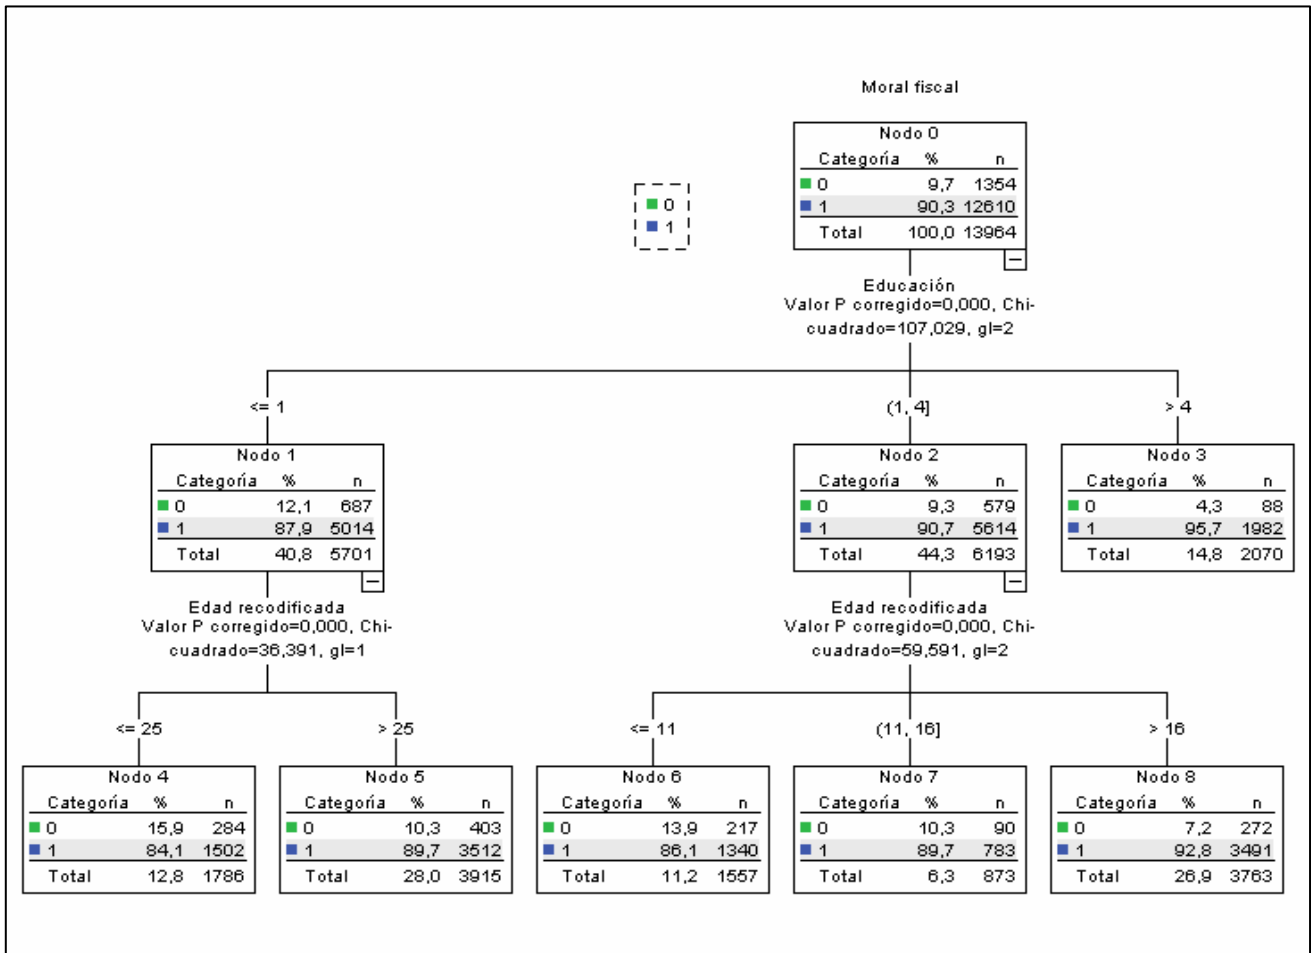 Moral fiscal
Nodo 0
Categoría % n
0 9,7 1354
1 90,3 12610
Total 100,0 13964
0
1
Educación
Valor P corregido=0,000, Chi-
cuadrado=107,029, gl=2
<= 1
(1, 4]
> 4
Nodo 1
Categoría % n
0 12,1 687
1 87,9 5014
Total 40,8 5701
Nodo 2
Categoría % n
0 9,3 579
1 90,7 5614
Total 44,3 6193
Nodo 3
Categoría % n
0 4,3 88
1 95,7 1982
Total 14,8 2070
Edad recodificada
Valor P corregido=0,000, Chi-
cuadrado=36,391, gl=1
Edad recodificada
Valor P corregido=0,000, Chi-
cuadrado=59,591, gl=2
<= 25
> 25
<= 11
(11, 16]
> 16
Nodo 4
Categoría % n
0 15,9 284
1 84,1 1502
Total 12,8 1786
Nodo 5
Categoría % n
0 10,3 403
1 89,7 3512
Total 28,0 3915
Nodo 6
Categoría % n
0 13,9 217
1 86,1 1340
Total 11,2 1557
Nodo 7
Categoría % n
0 10,3 90
1 89,7 783
Total 6,3 873
Nodo 8
Categoría % n
0 7,2 272
1 92,8 3491
Total 26,9 3763